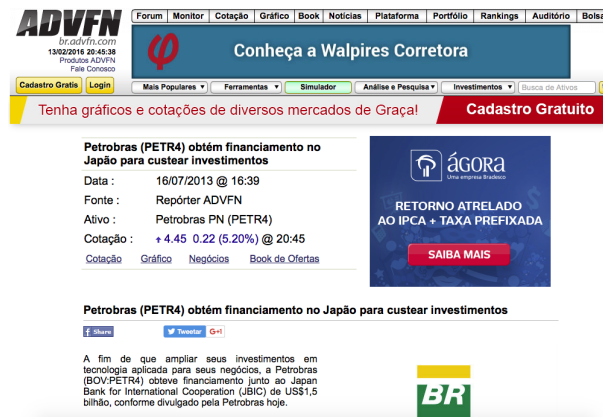 ADVFN
br.advfn.com
13/02/2016 20:45:38
Produtos ADVFN
Fale Conosco
Cadastro Gratis Login
Forum Monitor Cotação Gráfico Book Notícias Plataforma Portfólio Rankings Auditório Bolsa
Conheça a Walpires Corretora
Mais Populares ▼ Ferramentas ▼ Simulador Análise e Pesquisa ▼ Investimentos ▼ Busca de Ativos
Tenha gráficos e cotações de diversos mercados de Graça! Cadastro Gratuito
Petrobras (PETR4) obtém financiamento no
Japão para custear investimentos
Data : 16/07/2013 @ 16:39
Fonte : Repórter ADVFN
Ativo : Petrobras PN (PETR4)
Cotação : 4.45 0.22 (5.20%) @ 20:45
Cotação Gráfico Negócios Book de Ofertas
ágora
Uma empresa Bradesco
RETORNO ATRELADO
AO IPCA + TAXA PREFIXADA
SAIBA MAIS
Petrobras (PETR4) obtém financiamento no Japão para custear investimentos
f Share Tweetar G+1
A fim de que ampliar seus investimentos em
tecnologia aplicada para seus negócios, a Petrobras
(BOV:PETR4) obteve financiamento junto ao Japan
Bank for International Cooperation (JBIC) de US$1,5
bilhão, conforme divulgado pela Petrobras hoje.
BR